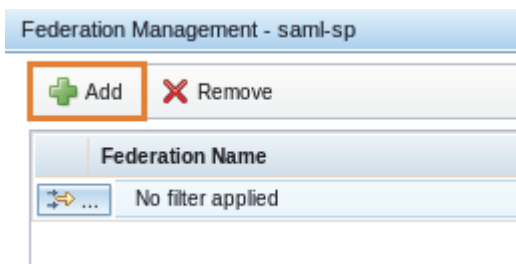 Federation Management - saml-sp
Add Remove
Federation Name
... No filter applied